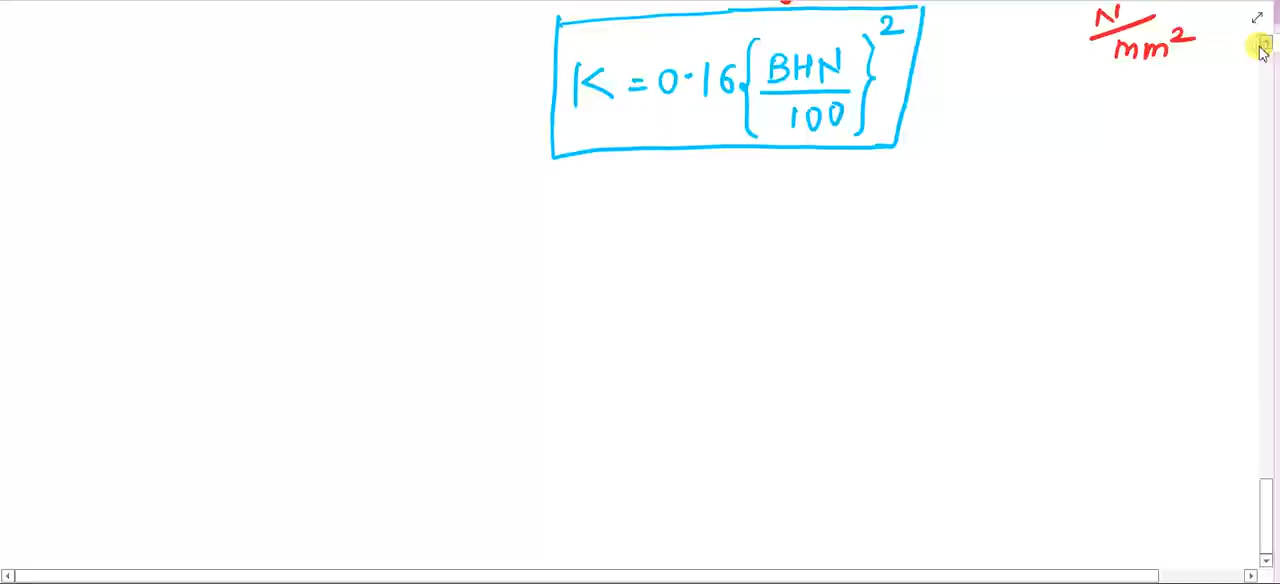 K = 0.16 { BHN / 100 }²
N / mm²